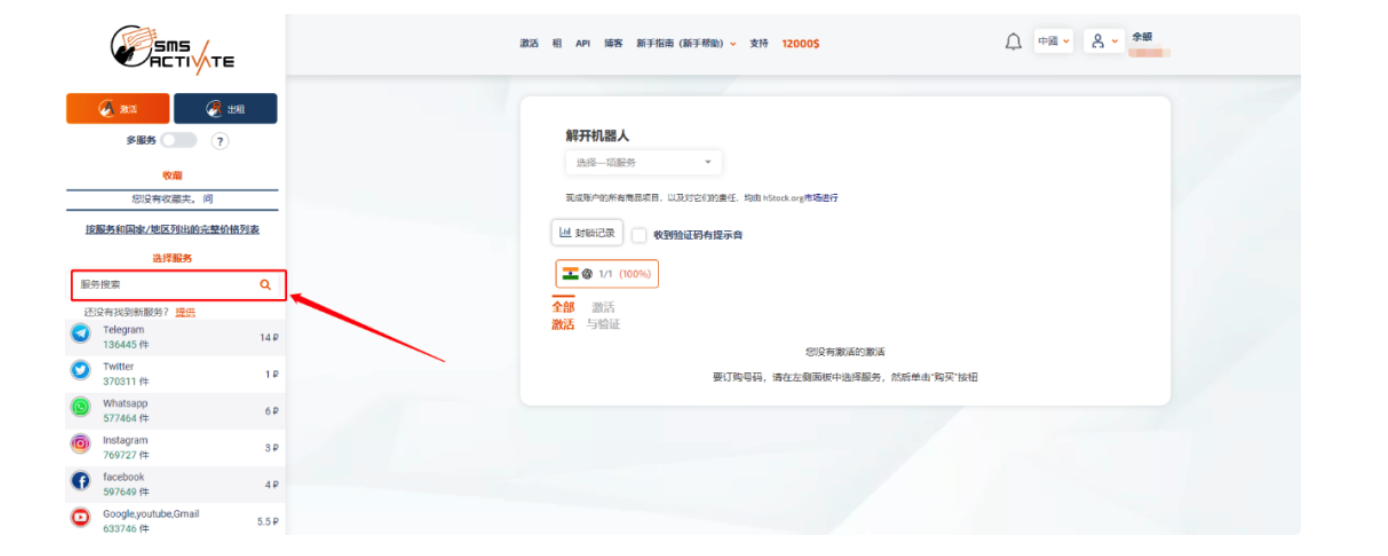 SMS
ACTIVATE
激活 租 API 博客 新手指南 (新手帮助) 支持 12000$
中國
余额
激活
出租
多服务
?
收藏
您没有收藏夹。问
按服务和国家/地区列出的完整价格列表
选择服务
服务搜索
还没有找到新服务? 提供
Telegram
136445 件
14 ₽
Twitter
370311 件
1 ₽
Whatsapp
577464 件
6 ₽
Instagram
769727 件
3 ₽
facebook
597649 件
4 ₽
Google,youtube,Gmail
633746 件
5.5 ₽
解开机器人
选择一项服务
现成账户的所有商品项目，以及对它们的责任，均由 hStock.org市场进行
封锁记录
收到验证码有提示音
1/1 (100%)
全部 激活
激活 与验证
您没有激活的激活
要订购号码，请在左侧面板中选择服务，然后单击"购买"按钮